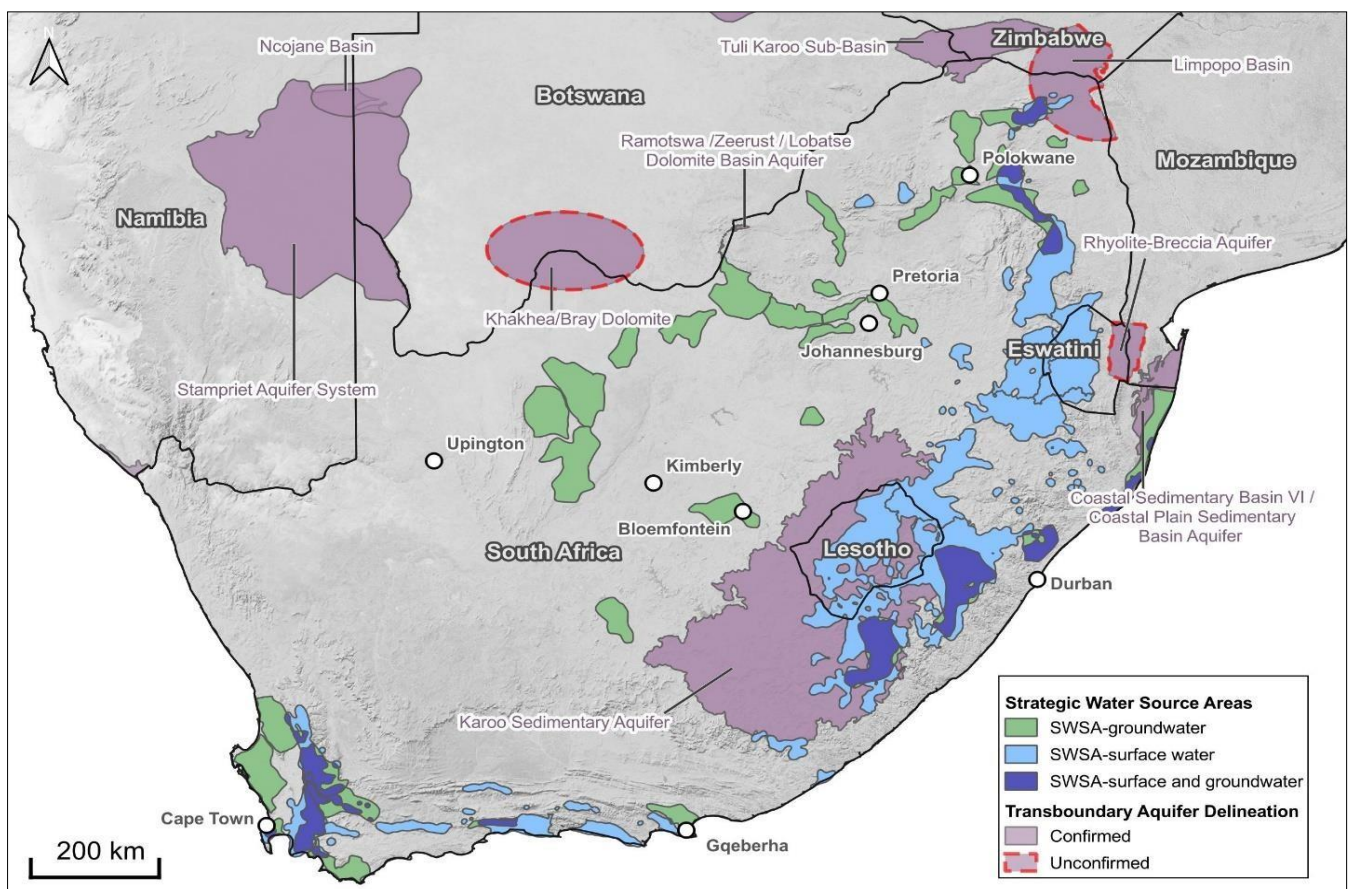 N
Ncojane Basin
Tuli Karoo Sub-Basin
Zimbabwe
Limpopo Basin
Botswana
Ramotswa /Zeerust / Lobatse
Dolomite Basin Aquifer
Polokwane
Mozambique
Namibia
Rhyolite-Breccia Aquifer
Pretoria
Khakhea/Bray Dolomite
Johannesburg
Eswatini
Stampriet Aquifer System
Upington
Kimberly
Coastal Sedimentary Basin VI /
Coastal Plain Sedimentary
Basin Aquifer
Bloemfontein
South Africa
Lesotho
Durban
Karoo Sedimentary Aquifer
Cape Town
Gqeberha
200 km
Strategic Water Source Areas
SWSA-groundwater
SWSA-surface water
SWSA-surface and groundwater
Transboundary Aquifer Delineation
Confirmed
Unconfirmed